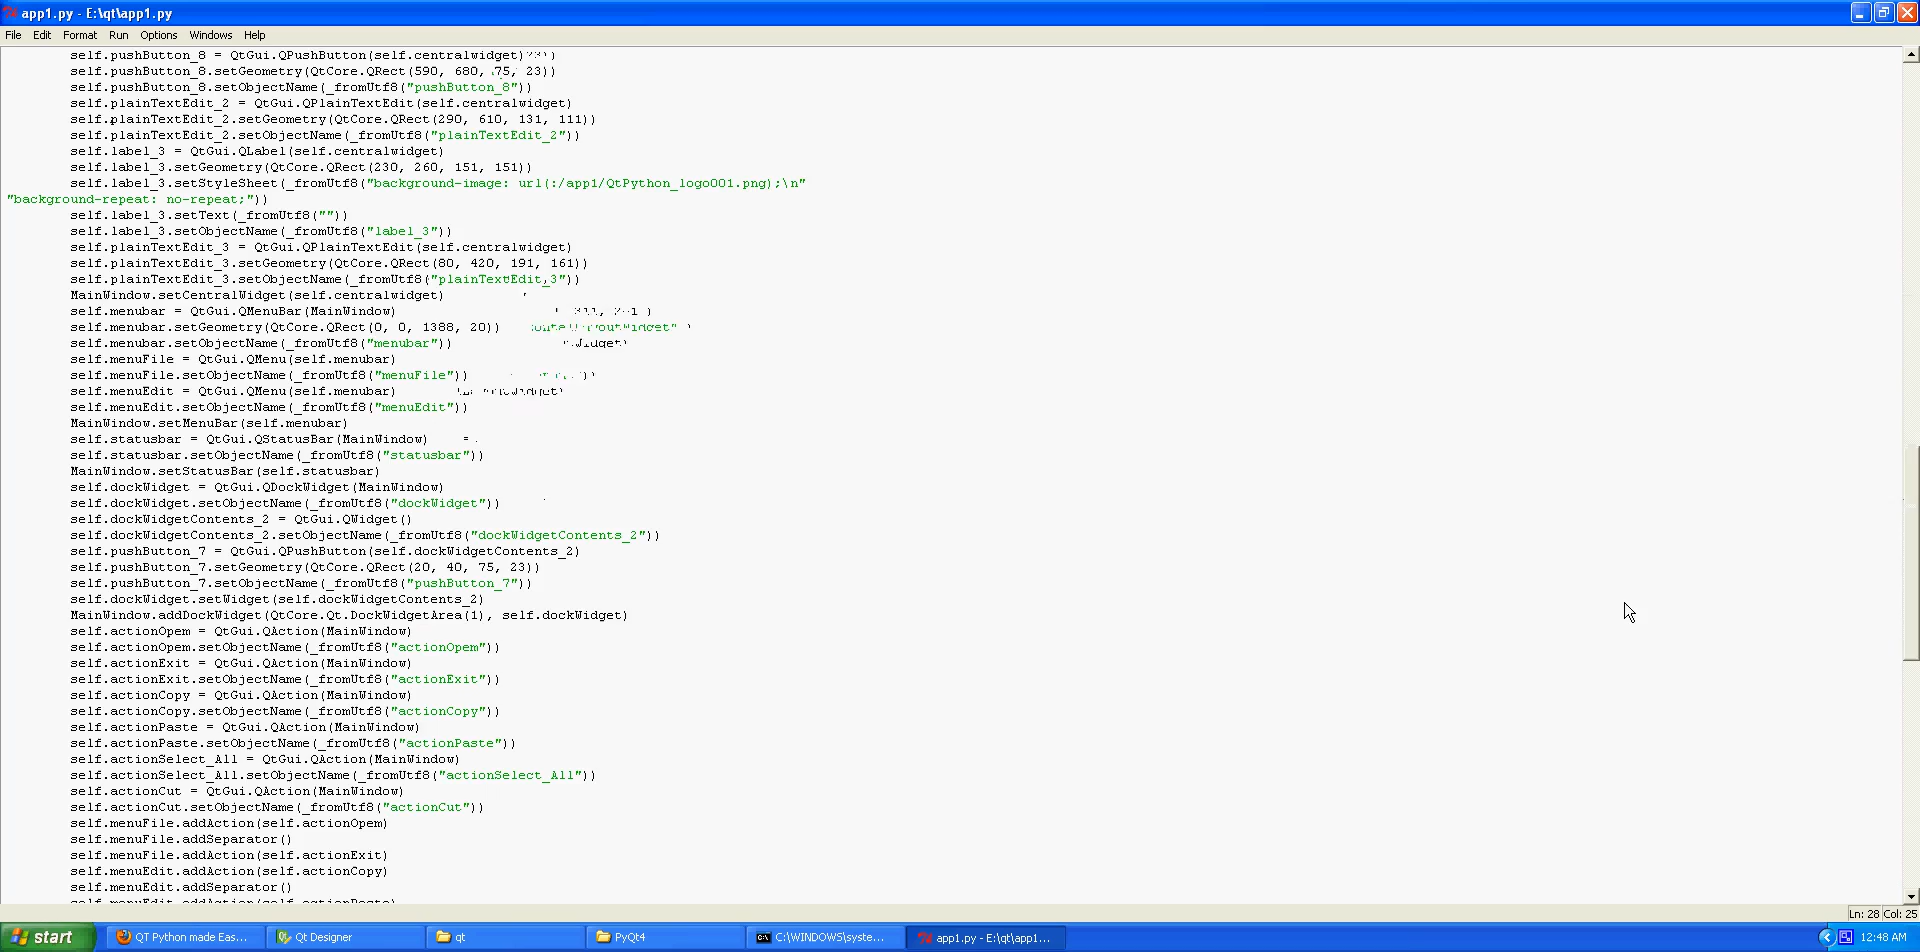 app1.py - E:\qt\app1.py
File Edit Format Run Options Windows Help
self.pushButton_8 = QtGui.QPushButton(self.centralwidget)
self.pushButton_8.setGeometry(QtCore.QRect(590, 680, 75, 23))
self.pushButton_8.setObjectName(_fromUtf8("pushButton_8"))
self.plainTextEdit_2 = QtGui.QPlainTextEdit(self.centralwidget)
self.plainTextEdit_2.setGeometry(QtCore.QRect(290, 610, 131, 111))
self.plainTextEdit_2.setObjectName(_fromUtf8("plainTextEdit_2"))
self.label_3 = QtGui.QLabel(self.centralwidget)
self.label_3.setGeometry(QtCore.QRect(230, 260, 151, 151))
self.label_3.setStyleSheet(_fromUtf8("background-image: url(:/app1/QtPython_logo001.png);\n"
"background-repeat: no-repeat;"))
self.label_3.setText(_fromUtf8(""))
self.label_3.setObjectName(_fromUtf8("label_3"))
self.plainTextEdit_3 = QtGui.QPlainTextEdit(self.centralwidget)
self.plainTextEdit_3.setGeometry(QtCore.QRect(80, 420, 191, 161))
self.plainTextEdit_3.setObjectName(_fromUtf8("plainTextEdit_3"))
MainWindow.setCentralWidget(self.centralwidget)
self.menubar = QtGui.QMenuBar(MainWindow)
self.menubar.setGeometry(QtCore.QRect(0, 0, 1388, 20))
self.menubar.setObjectName(_fromUtf8("menubar"))
self.menuFile = QtGui.QMenu(self.menubar)
self.menuFile.setObjectName(_fromUtf8("menuFile"))
self.menuEdit = QtGui.QMenu(self.menubar)
self.menuEdit.setObjectName(_fromUtf8("menuEdit"))
MainWindow.setMenuBar(self.menubar)
self.statusbar = QtGui.QStatusBar(MainWindow)
self.statusbar.setObjectName(_fromUtf8("statusbar"))
MainWindow.setStatusBar(self.statusbar)
self.dockWidget = QtGui.QDockWidget(MainWindow)
self.dockWidget.setObjectName(_fromUtf8("dockWidget"))
self.dockWidgetContents_2 = QtGui.QWidget()
self.dockWidgetContents_2.setObjectName(_fromUtf8("dockWidgetContents_2"))
self.pushButton_7 = QtGui.QPushButton(self.dockWidgetContents_2)
self.pushButton_7.setGeometry(QtCore.QRect(20, 40, 75, 23))
self.pushButton_7.setObjectName(_fromUtf8("pushButton_7"))
self.dockWidget.setWidget(self.dockWidgetContents_2)
MainWindow.addDockWidget(QtCore.Qt.DockWidgetArea(1), self.dockWidget)
self.actionOpem = QtGui.QAction(MainWindow)
self.actionOpem.setObjectName(_fromUtf8("actionOpem"))
self.actionExit = QtGui.QAction(MainWindow)
self.actionExit.setObjectName(_fromUtf8("actionExit"))
self.actionCopy = QtGui.QAction(MainWindow)
self.actionCopy.setObjectName(_fromUtf8("actionCopy"))
self.actionPaste = QtGui.QAction(MainWindow)
self.actionPaste.setObjectName(_fromUtf8("actionPaste"))
self.actionSelect_All = QtGui.QAction(MainWindow)
self.actionSelect_All.setObjectName(_fromUtf8("actionSelect_All"))
self.actionCut = QtGui.QAction(MainWindow)
self.actionCut.setObjectName(_fromUtf8("actionCut"))
self.menuFile.addAction(self.actionOpem)
self.menuFile.addSeparator()
self.menuFile.addAction(self.actionExit)
self.menuEdit.addAction(self.actionCopy)
self.menuEdit.addSeparator()
Ln: 28 Col: 25
start QT Python made Eas... Qt Designer qt PyQt4 C:\WINDOWS\syste... app1.py - E:\qt\app1... 12:48 AM